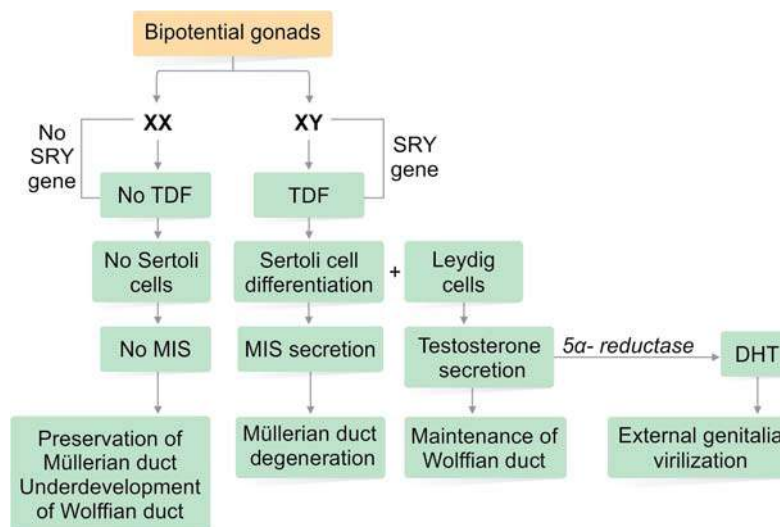 Bipotential gonads
XX
XY
No
SRY
gene
SRY
gene
No TDF
TDF
No Sertoli
cells
Sertoli cell
differentiation
+
Leydig
cells
No MIS
MIS secretion
Testosterone
secretion
5α- reductase
DHT
Preservation of
Müllerian duct
Underdevelopment
of Wolffian duct
Müllerian duct
degeneration
Maintenance of
Wolffian duct
External genitalia
virilization